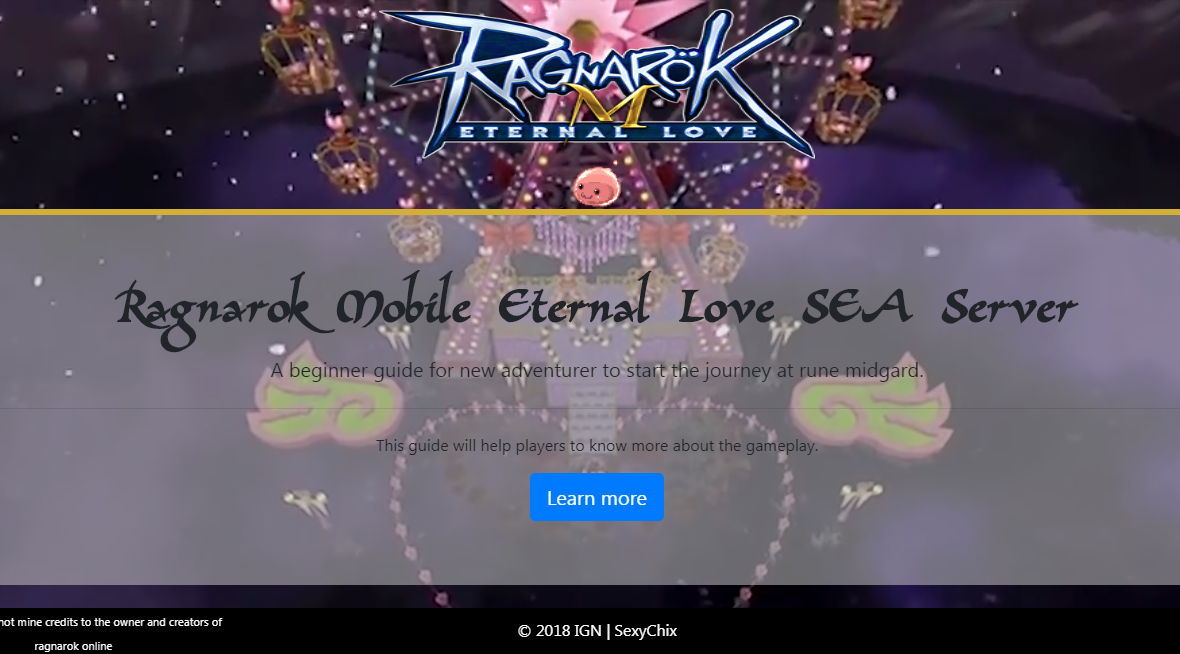 RAGNARÖK
M
ETERNAL LOVE
Ragnarok Mobile Eternal Love SEA Server
A beginner guide for new adventurer to start the journey at rune midgard.
This guide will help players to know more about the gameplay.
Learn more
not mine credits to the owner and creators of
ragnarok online
© 2018 IGN | SexyChix